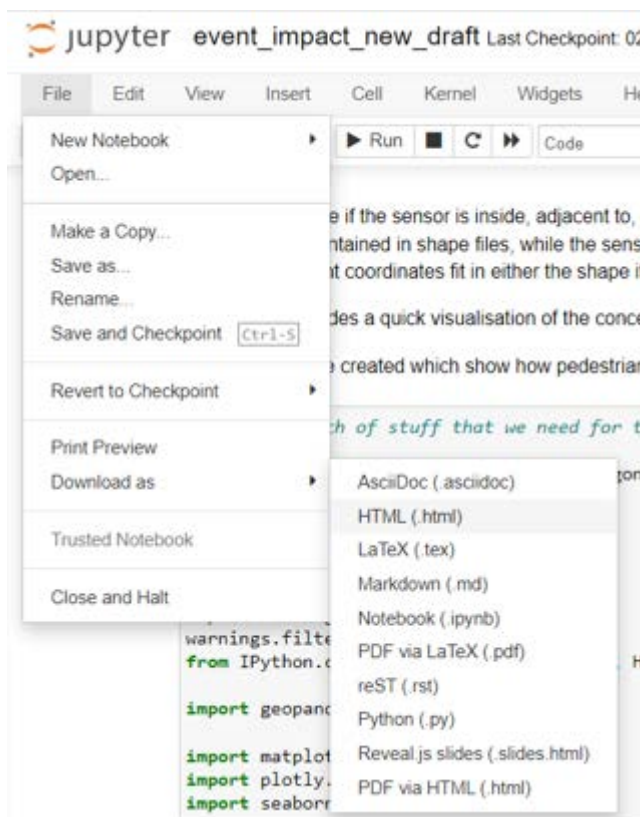 jupyter event_impact_new_draft Last Checkpoint: 02
File Edit View Insert Cell Kernel Widgets He
New Notebook
Run
Code
Open...
Make a Copy...
Save as...
Rename...
Save and Checkpoint Ctrl-S
Revert to Checkpoint
Print Preview
Download as
Trusted Notebook
Close and Halt
e if the sensor is inside, adjacent to,
ntained in shape files, while the sens
t coordinates fit in either the shape i
des a quick visualisation of the conce
created which show how pedestrian
ch of stuff that we need for t
gon
AsciiDoc (.asciidoc)
HTML (.html)
LaTeX (.tex)
Markdown (.md)
Notebook (.ipynb)
PDF via LaTeX (.pdf)
reST (.rst)
Python (.py)
Reveal.js slides (.slides.html)
PDF via HTML (.html)
warnings.filte
from IPython.
H
import geopand
import matplot
import plotly.
import seaborn